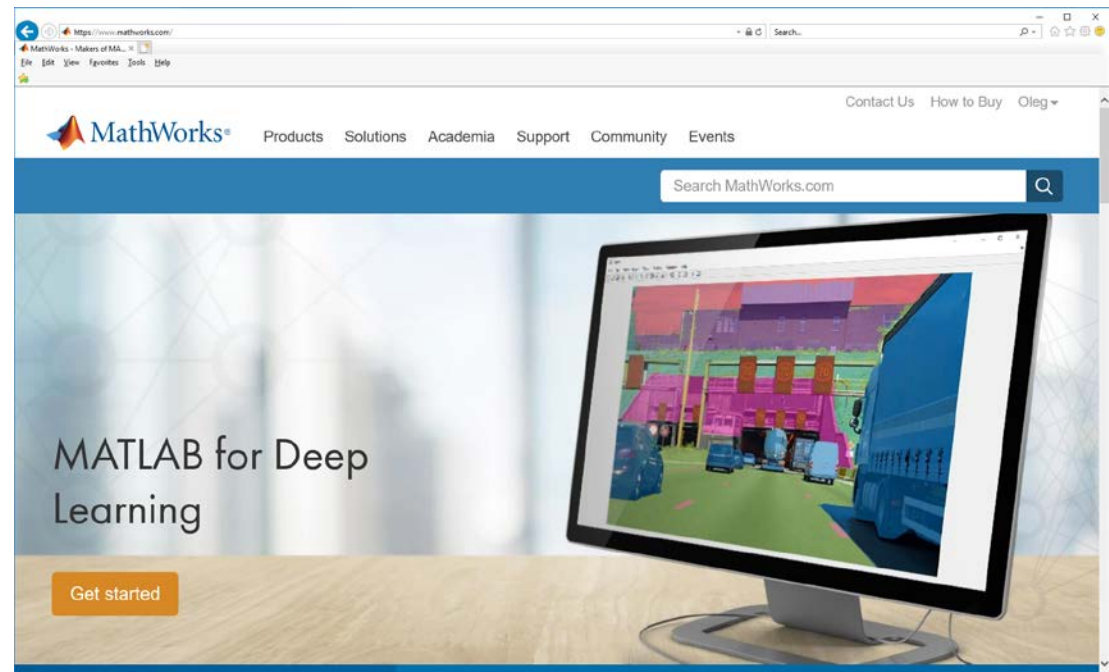 https://www.mathworks.com/
Search...
MathWorks - Makers of MA...
File Edit View Favorites Tools Help
Contact Us How to Buy Oleg
MathWorks®
Products Solutions Academia Support Community Events
Search MathWorks.com
MATLAB for Deep
Learning
Get started